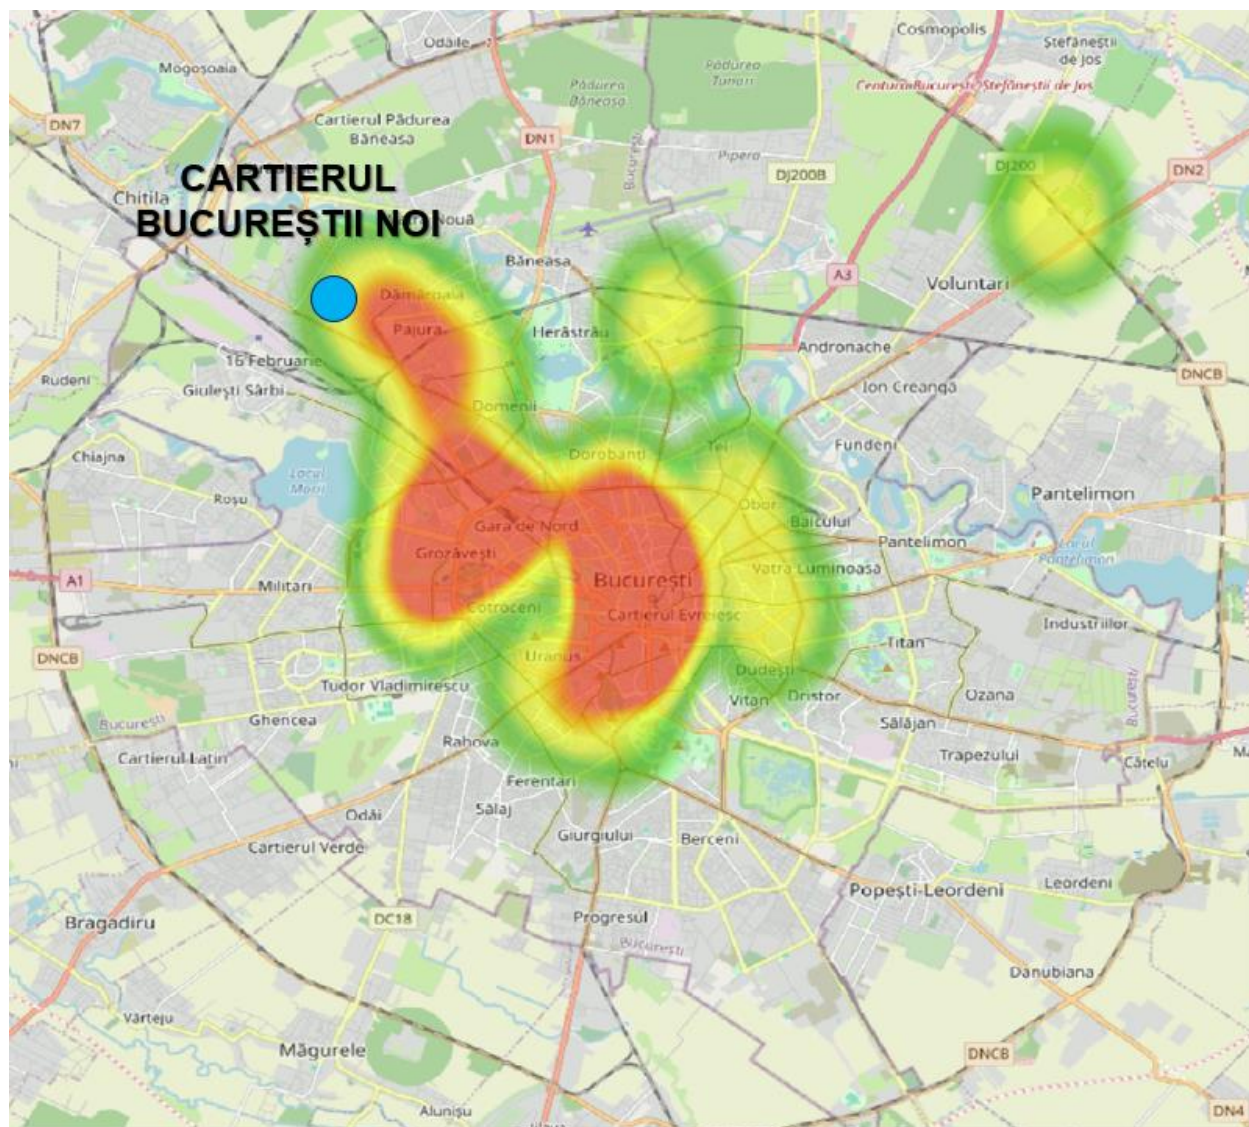 Cosmopolis
Odăile
Ștefăneștii
de Jos
Mogoșoaia
Pădurea
Tunari
Pădurea
Băneasa
Centura București
Ștefăneștii de Jos
DN7
Cartierul Pădurea
Băneasa
DN1
Pipera
București
DJ200B
DJ200
DN2
CARTIERUL
BUCUREȘTII NOI
Chitila
Nouă
Băneasa
A3
Voluntari
Dămăroaia
Pajura
Herăstrău
Andronache
16 Februarie
Rudeni
Giulești Sârbi
Ion Creangă
DNCB
Domenii
Chiajna
Dorobanți
Tei
Fundeni
Lacul
Morii
Roșu
Pantelimon
Obor
Gara de Nord
Baicului
Grozăvești
Pantelimon
Lacul
Pantelimon
A1
Militari
București
Vatra Luminoasă
Cotroceni
Cartierul Evreiesc
Industriilor
DNCB
Uranus
Titan
Dudești
Tudor Vladimirescu
Vitan
Dristor
Ozana
București
București
Ghencea
Sălăjan
Rahova
Cartierul Latin
Trapezului
Cățelu
Ferentari
Odăi
Sălaj
Giurgiului
Berceni
Cartierul Verde
Popești-Leordeni
Leordeni
Bragadiru
DC18
Progresul
București
Danubiana
Vârteju
Măgurele
DNCB
Alunișu
DN4